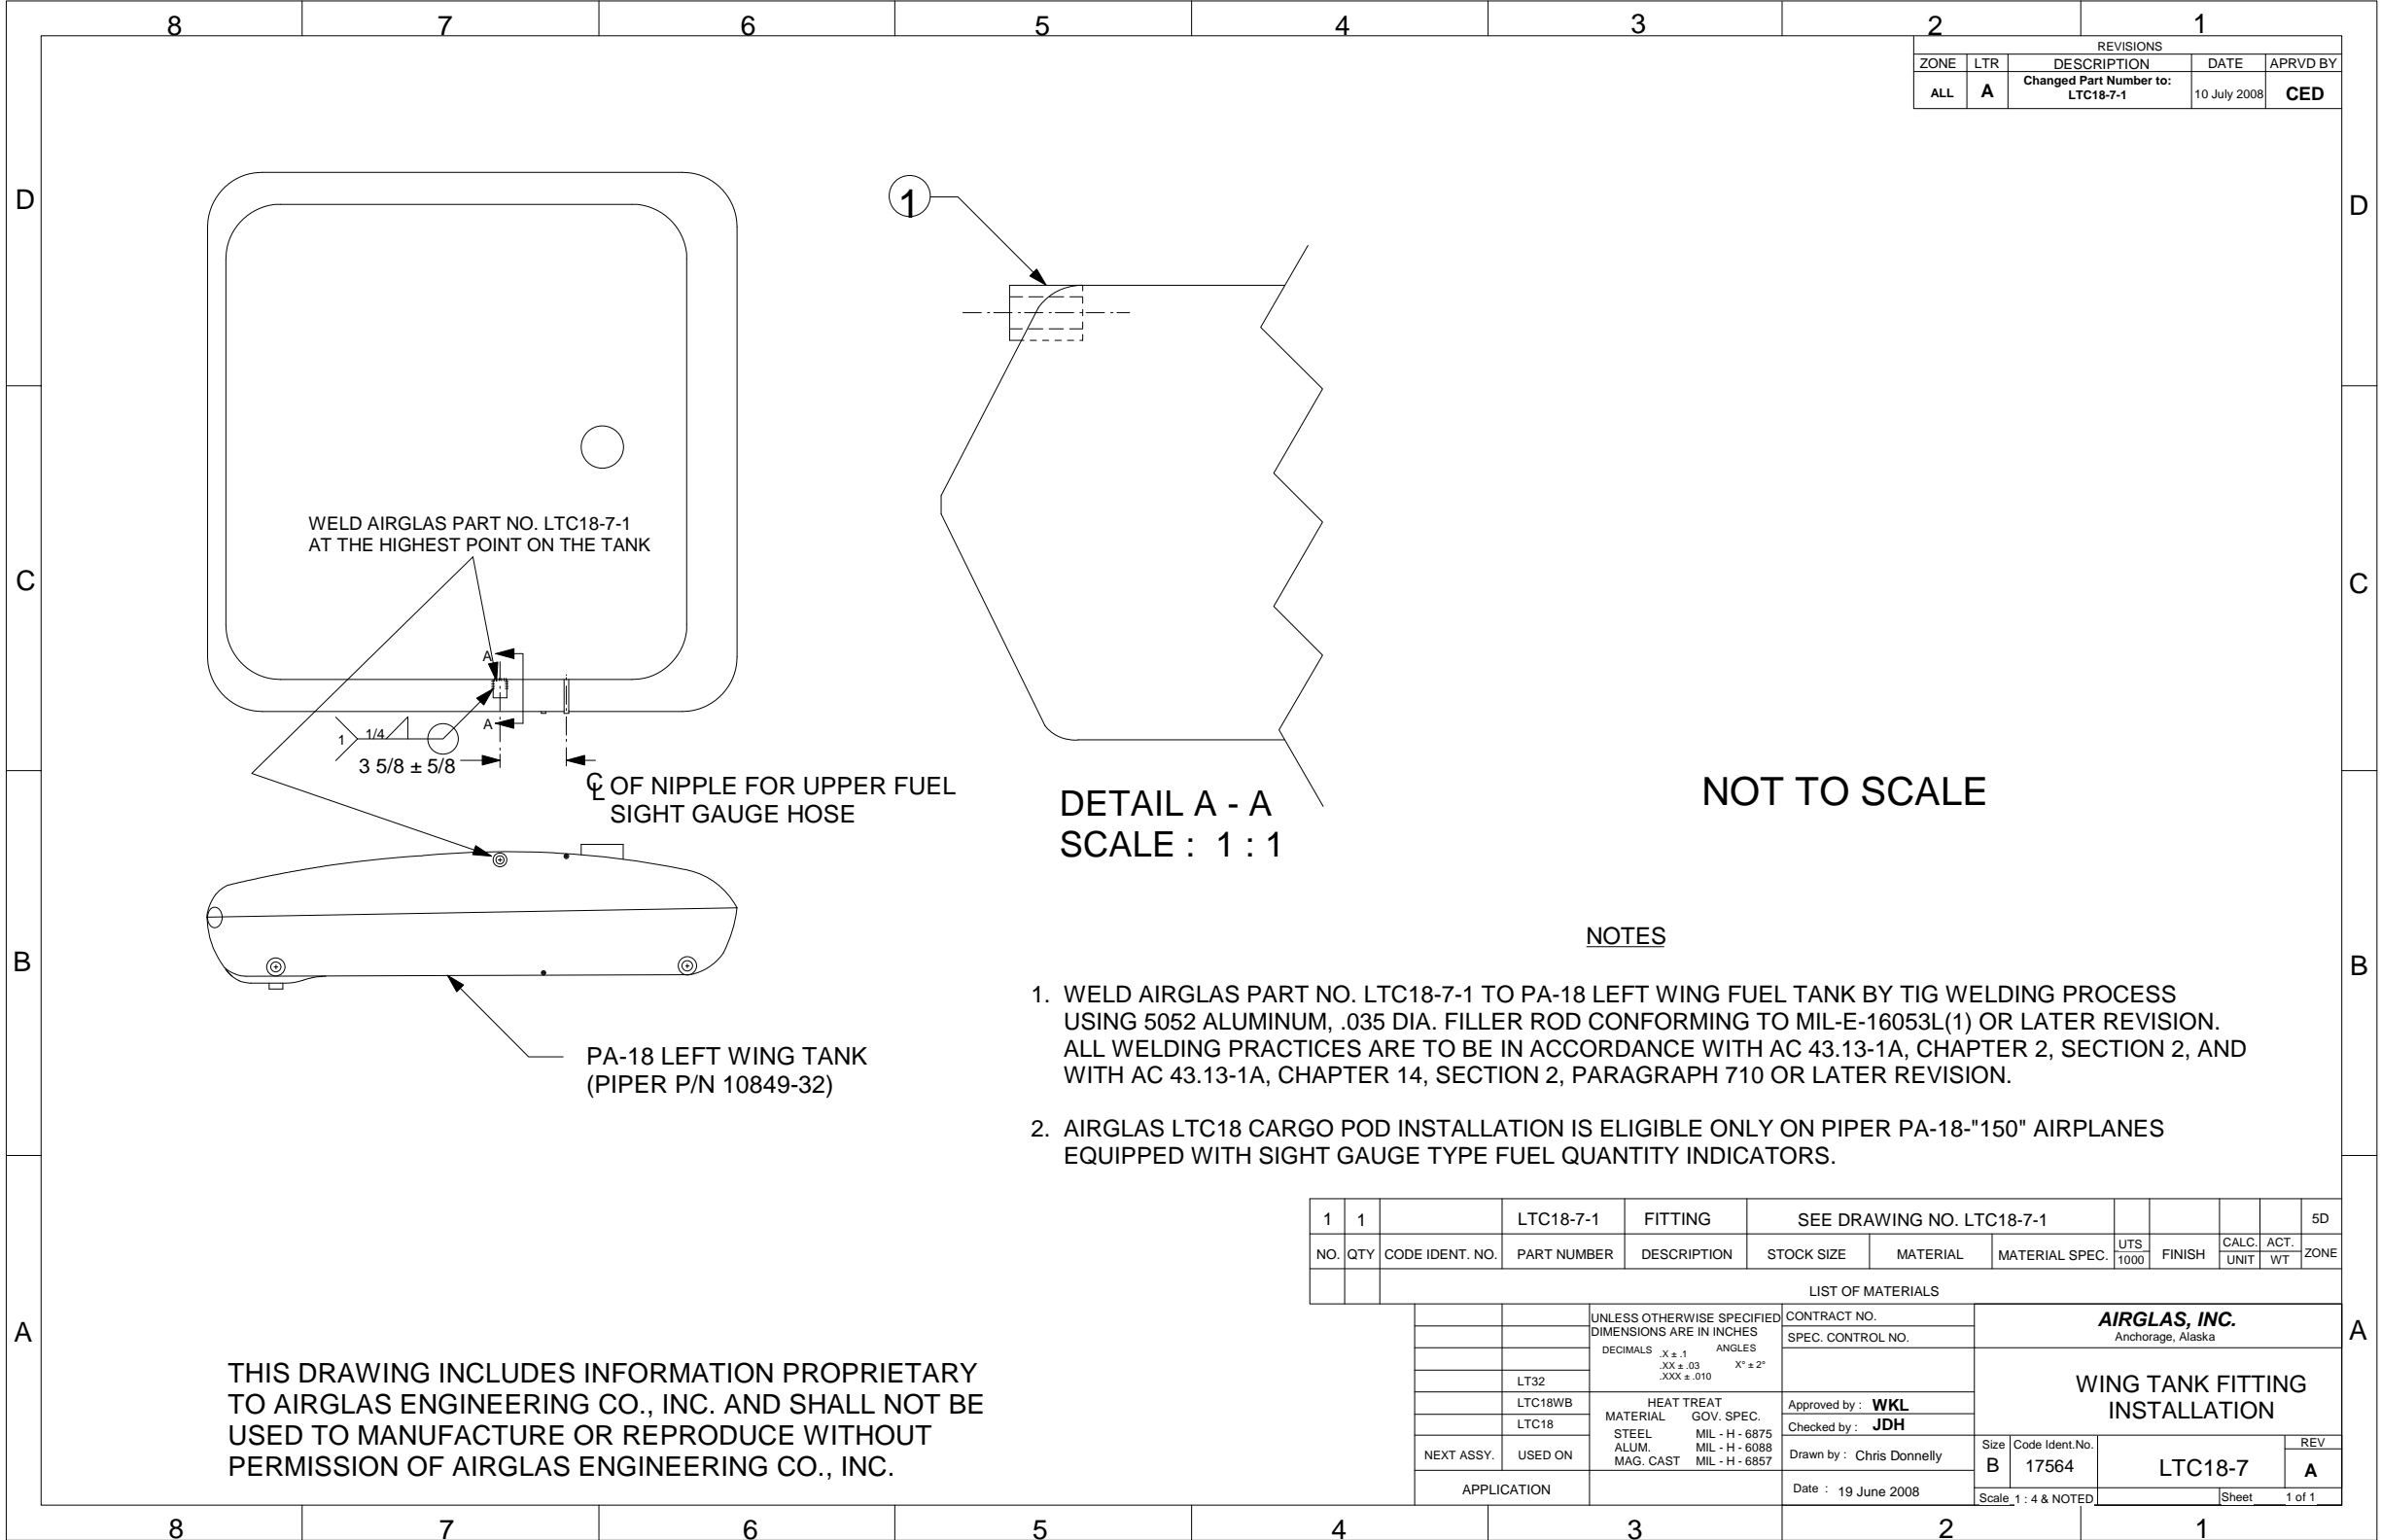 8 7 6 5 4 3 2 1
REVISIONS
ZONE LTR DESCRIPTION DATE APRVD BY
ALL A Changed Part Number to: LTC18-7-1 10 July 2008 CED
D
D
1
WELD AIRGLAS PART NO. LTC18-7-1
AT THE HIGHEST POINT ON THE TANK
C
C
A
A
1 1/4
3 5/8 ± 5/8
℄ OF NIPPLE FOR UPPER FUEL
SIGHT GAUGE HOSE
DETAIL A - A
SCALE : 1 : 1
NOT TO SCALE
B
B
PA-18 LEFT WING TANK
(PIPER P/N 10849-32)
NOTES
1. WELD AIRGLAS PART NO. LTC18-7-1 TO PA-18 LEFT WING FUEL TANK BY TIG WELDING PROCESS
USING 5052 ALUMINUM, .035 DIA. FILLER ROD CONFORMING TO MIL-E-16053L(1) OR LATER REVISION.
ALL WELDING PRACTICES ARE TO BE IN ACCORDANCE WITH AC 43.13-1A, CHAPTER 2, SECTION 2, AND
WITH AC 43.13-1A, CHAPTER 14, SECTION 2, PARAGRAPH 710 OR LATER REVISION.
2. AIRGLAS LTC18 CARGO POD INSTALLATION IS ELIGIBLE ONLY ON PIPER PA-18-"150" AIRPLANES
EQUIPPED WITH SIGHT GAUGE TYPE FUEL QUANTITY INDICATORS.
1 1 LTC18-7-1 FITTING SEE DRAWING NO. LTC18-7-1 5D
NO. QTY CODE IDENT. NO. PART NUMBER DESCRIPTION STOCK SIZE MATERIAL MATERIAL SPEC. UTS 1000 FINISH CALC. UNIT ACT. WT ZONE
LIST OF MATERIALS
A
A
THIS DRAWING INCLUDES INFORMATION PROPRIETARY
TO AIRGLAS ENGINEERING CO., INC. AND SHALL NOT BE
USED TO MANUFACTURE OR REPRODUCE WITHOUT
PERMISSION OF AIRGLAS ENGINEERING CO., INC.
LT32
LTC18WB
LTC18
NEXT ASSY. USED ON
APPLICATION
UNLESS OTHERWISE SPECIFIED
DIMENSIONS ARE IN INCHES
DECIMALS ANGLES
.X ± .1
.XX ± .03 X° ± 2°
.XXX ± .010
HEAT TREAT
MATERIAL GOV. SPEC.
STEEL MIL - H - 6875
ALUM. MIL - H - 6088
MAG. CAST MIL - H - 6857
CONTRACT NO.
SPEC. CONTROL NO.
Approved by : WKL
Checked by : JDH
Drawn by : Chris Donnelly
Date : 19 June 2008
AIRGLAS, INC.
Anchorage, Alaska
WING TANK FITTING
INSTALLATION
Size B
Code Ident.No. 17564
LTC18-7
REV A
Scale 1 : 4 & NOTED
Sheet 1 of 1
8 7 6 5 4 3 2 1